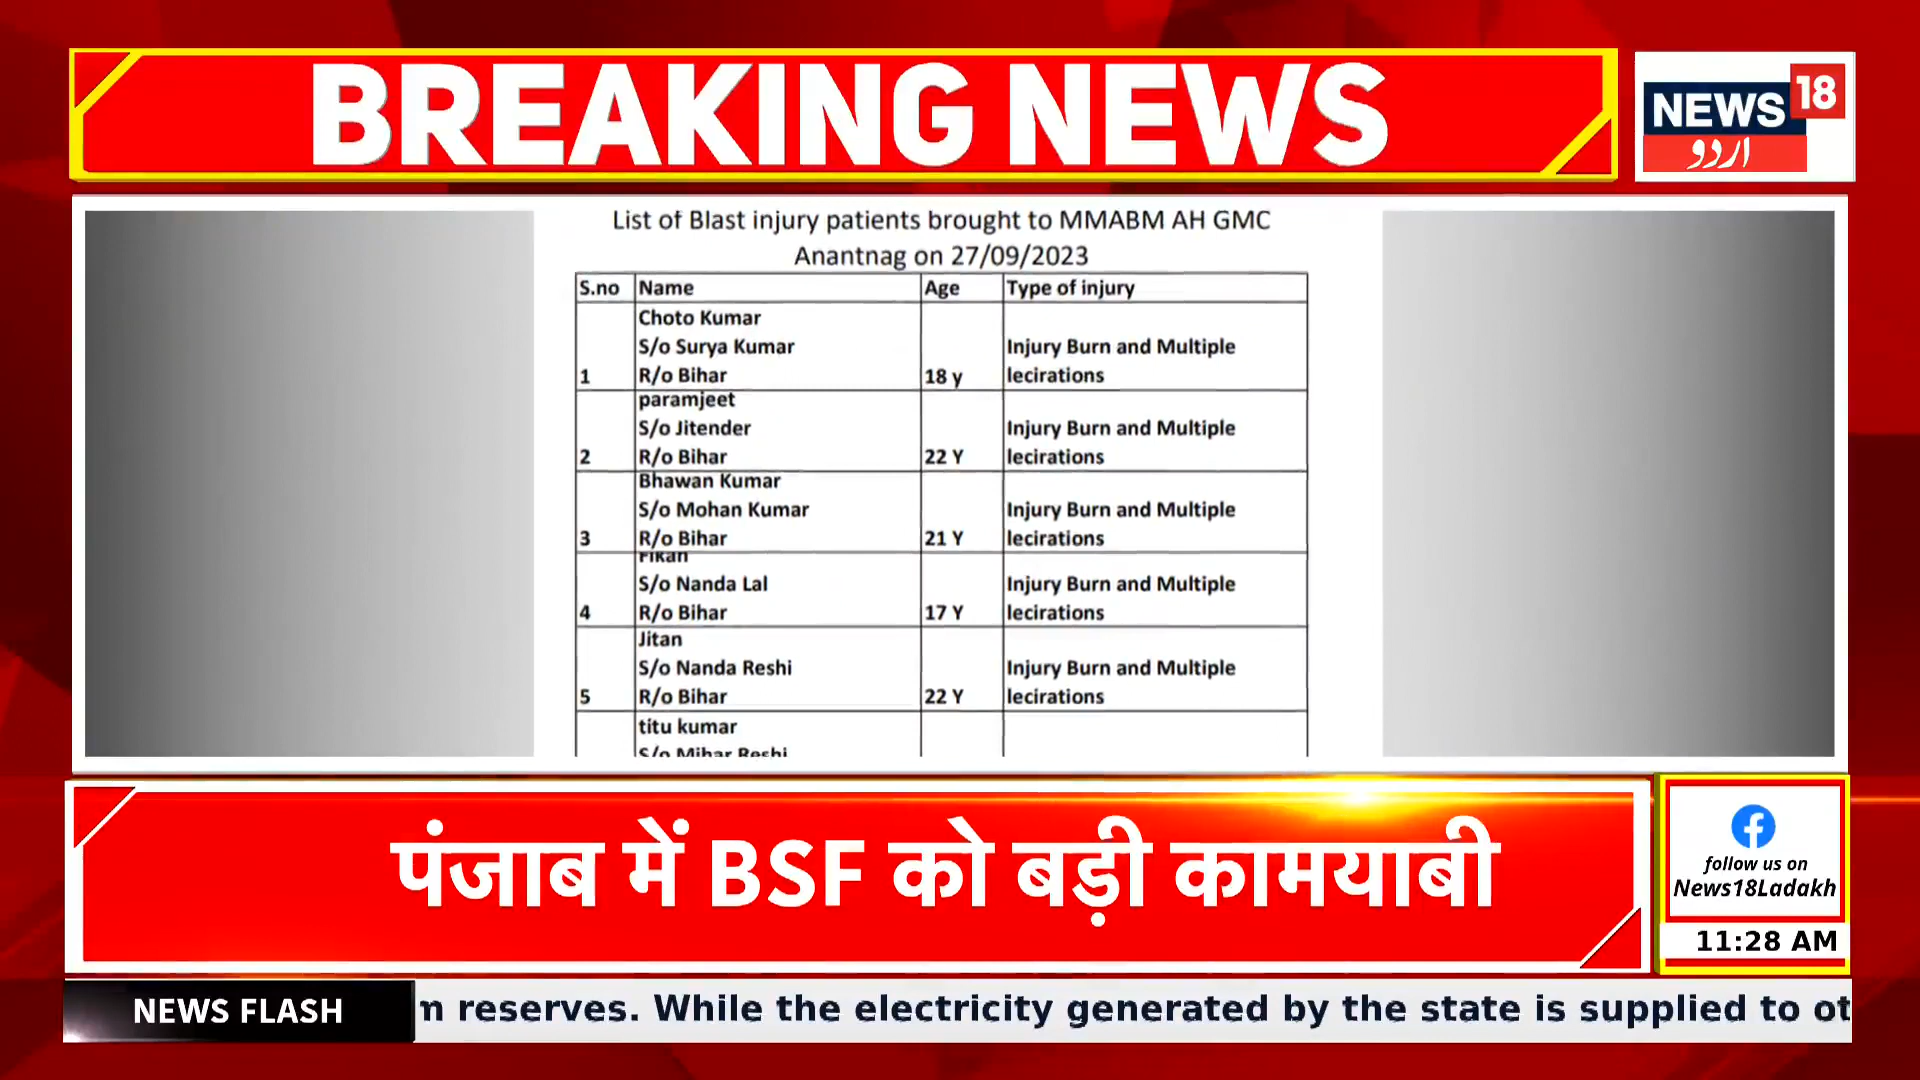 BREAKING NEWS
NEWS 18
اردو
List of Blast injury patients brought to MMABM AH GMC
Anantnag on 27/09/2023
S.no Name Age Type of injury
Choto Kumar
S/o Surya Kumar Injury Burn and Multiple
1 R/o Bihar 18 y lecirations
paramjeet
S/o Jitender Injury Burn and Multiple
2 R/o Bihar 22 Y lecirations
Bhawan Kumar
S/o Mohan Kumar Injury Burn and Multiple
3 R/o Bihar 21 Y lecirations
S/o Nanda Lal Injury Burn and Multiple
4 R/o Bihar 17 Y lecirations
Jitan
S/o Nanda Reshi Injury Burn and Multiple
5 R/o Bihar 22 Y lecirations
titu kumar
S/o Mihar Reshi
पंजाब में BSF को बड़ी कामयाबी
follow us on
News18Ladakh
11:28 AM
NEWS FLASH
m reserves. While the electricity generated by the state is supplied to ot